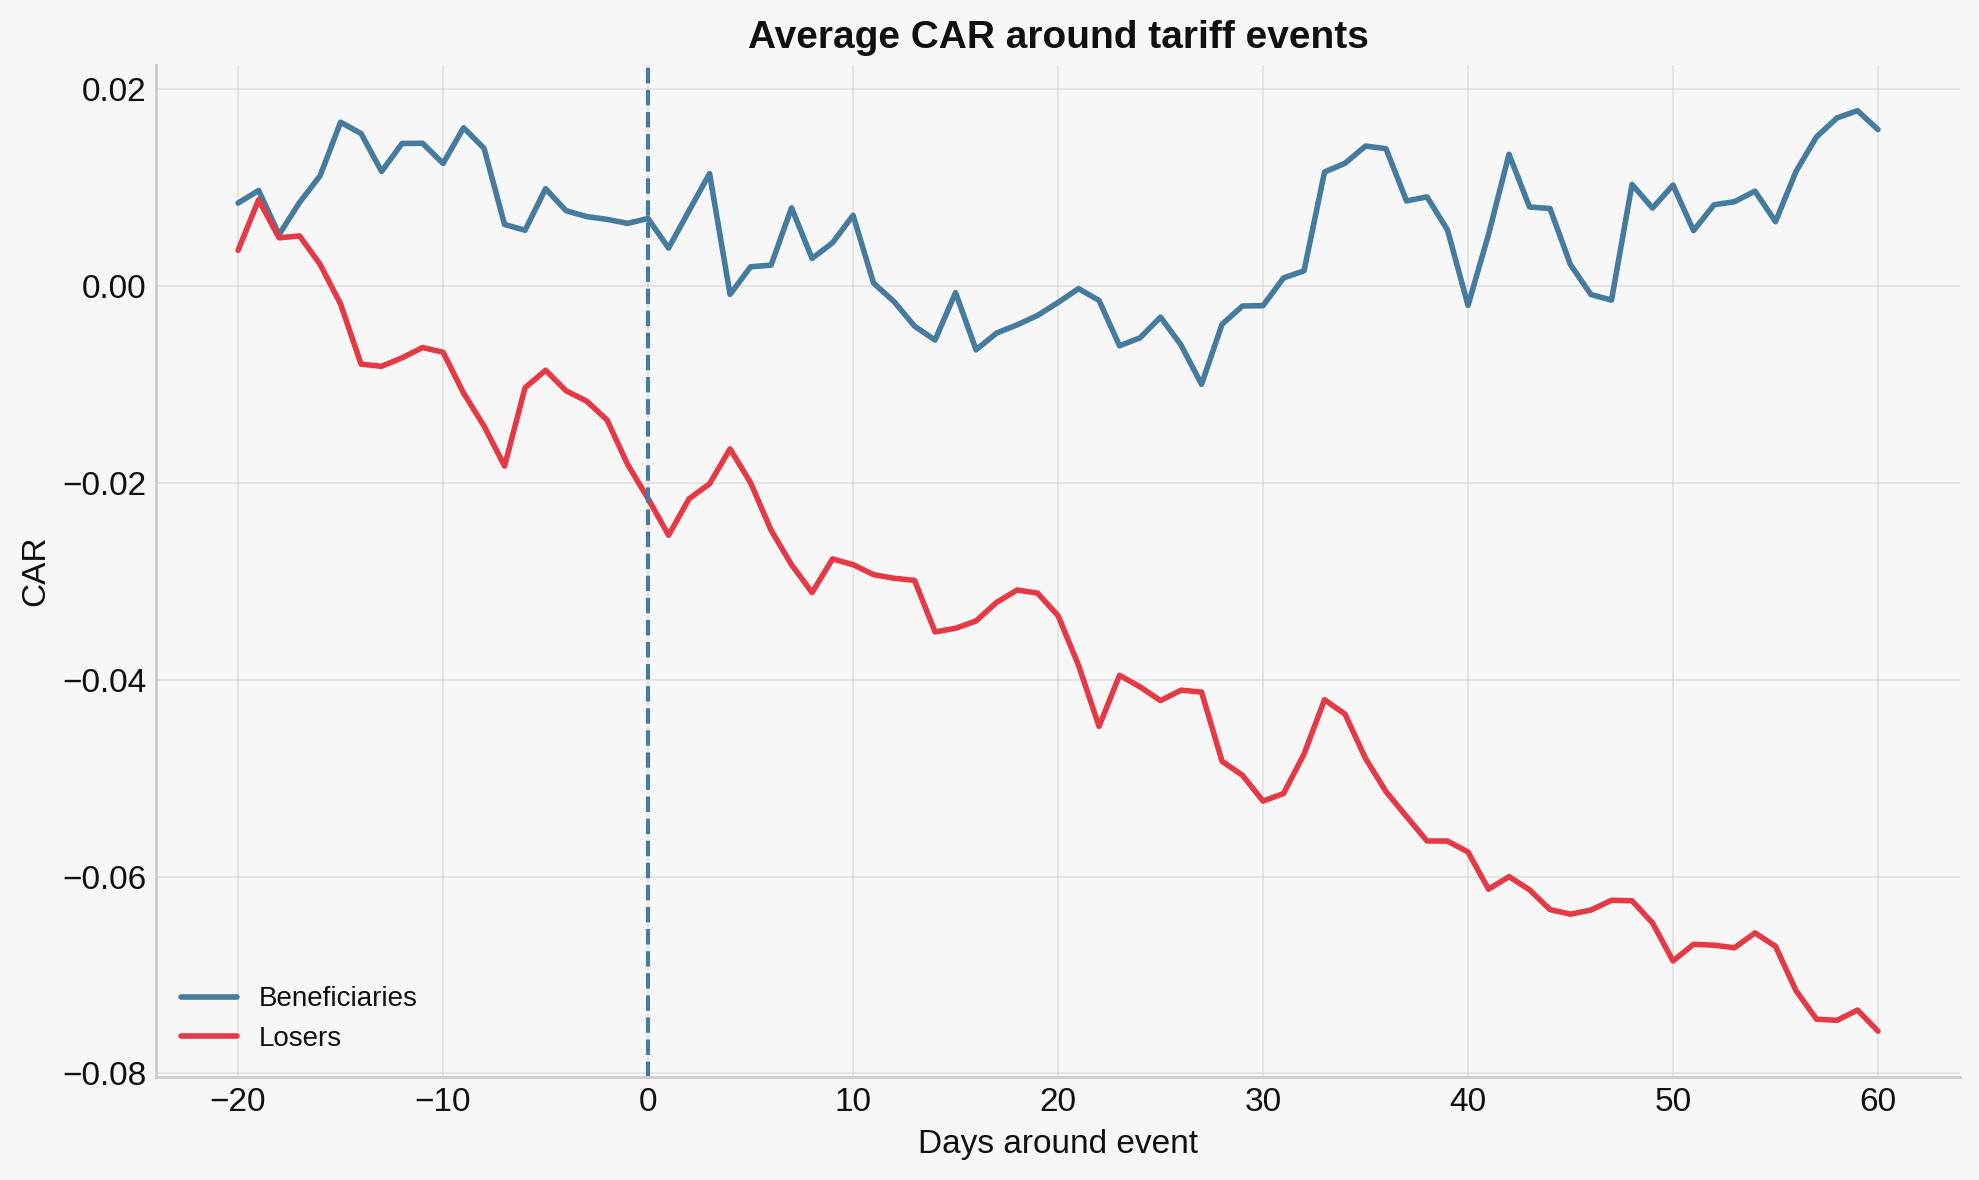 Average CAR around tariff events
0.02
0.00
−0.02
−0.04
−0.06
−0.08
CAR
Beneficiaries
Losers
−20 −10 0 10 20 30 40 50 60
Days around event